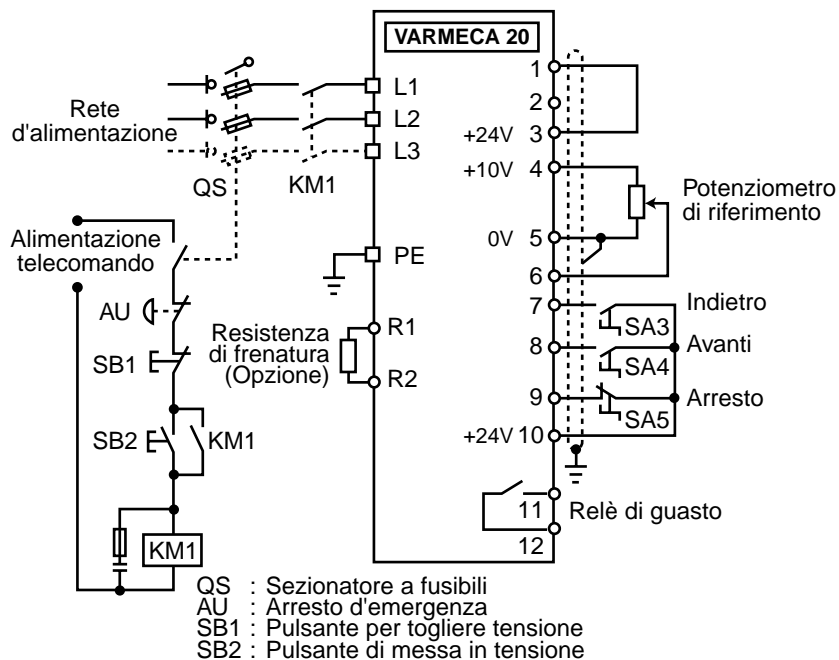 VARMECA 20
Rete
d'alimentazione
L1
L2
L3
QS
KM1
PE
Alimentazione
telecomando
AU
SB1
SB2
KM1
KM1
Resistenza
di frenatura
(Opzione)
R1
R2
1
2
+24V 3
+10V 4
0V 5
6
7
8
9
+24V 10
11
12
Potenziometro
di riferimento
Indietro
SA3
Avanti
SA4
Arresto
SA5
Relè di guasto
QS : Sezionatore a fusibili
AU : Arresto d'emergenza
SB1 : Pulsante per togliere tensione
SB2 : Pulsante di messa in tensione